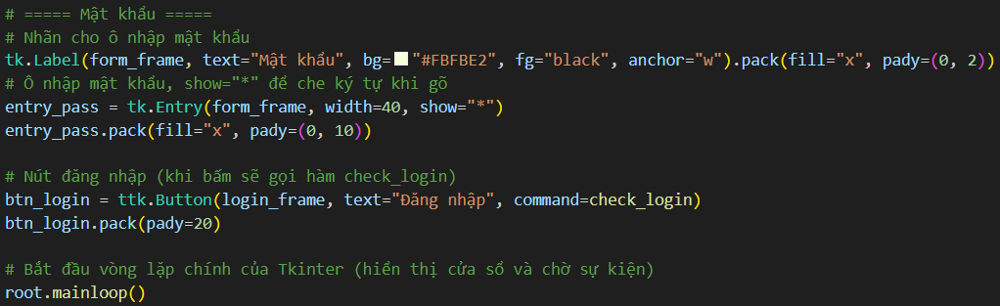 # ===== Mật khẩu =====
# Nhãn cho ô nhập mật khẩu
tk.Label(form_frame, text="Mật khẩu", bg="#FBFBE2", fg="black", anchor="w").pack(fill="x", pady=(0, 2))
# Ô nhập mật khẩu, show="*" để che ký tự khi gõ
entry_pass = tk.Entry(form_frame, width=40, show="*")
entry_pass.pack(fill="x", pady=(0, 10))
# Nút đăng nhập (khi bấm sẽ gọi hàm check_login)
btn_login = ttk.Button(login_frame, text="Đăng nhập", command=check_login)
btn_login.pack(pady=20)
# Bắt đầu vòng lặp chính của Tkinter (hiển thị cửa sổ và chờ sự kiện)
root.mainloop()